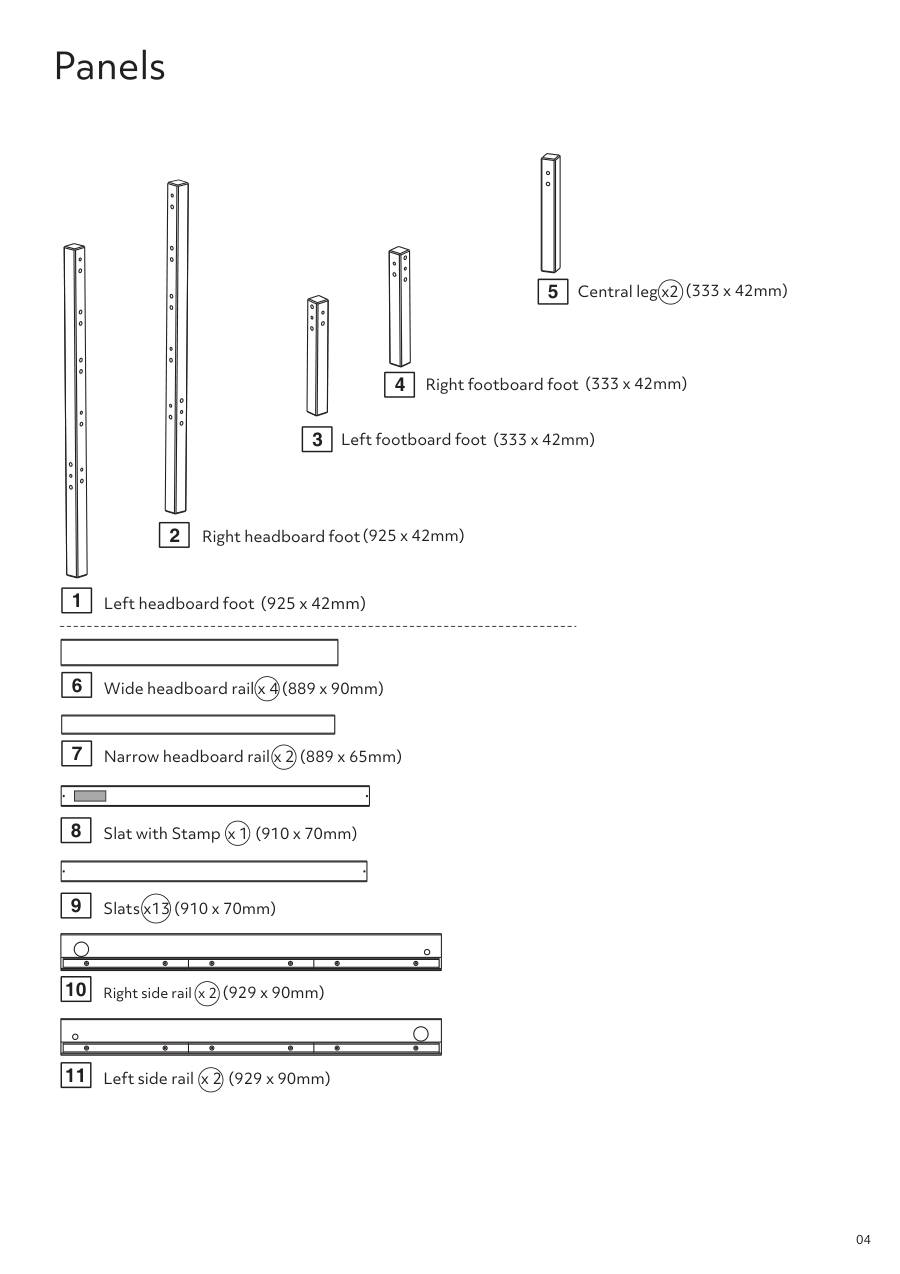 Panels
5 Central leg x2 (333 x 42mm)
4 Right footboard foot (333 x 42mm)
3 Left footboard foot (333 x 42mm)
2 Right headboard foot (925 x 42mm)
1 Left headboard foot (925 x 42mm)
6 Wide headboard rail x 4 (889 x 90mm)
7 Narrow headboard rail x 2 (889 x 65mm)
8 Slat with Stamp x 1 (910 x 70mm)
9 Slats x13 (910 x 70mm)
10 Right side rail x 2 (929 x 90mm)
11 Left side rail x 2 (929 x 90mm)
04